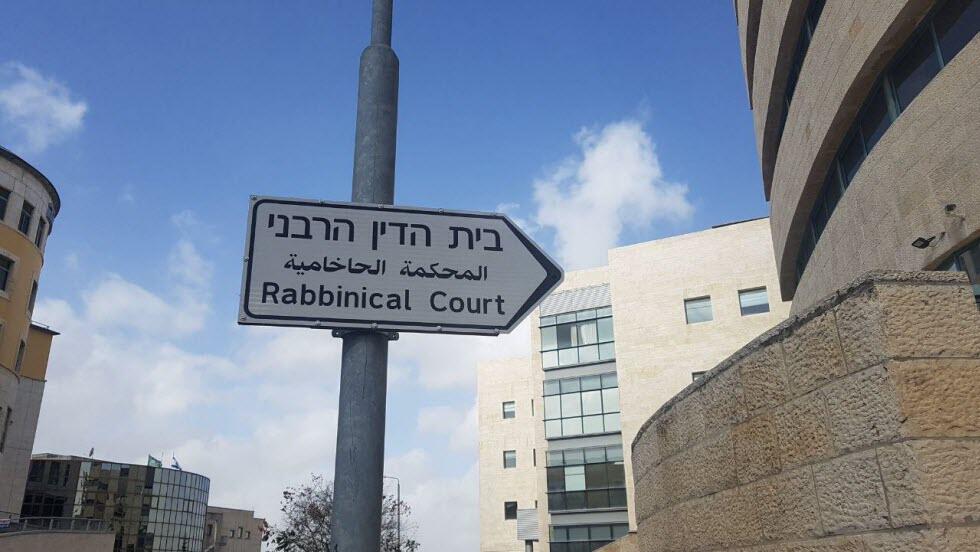 בית הדין הרבני
المحكمة الحاخامية
Rabbinical Court